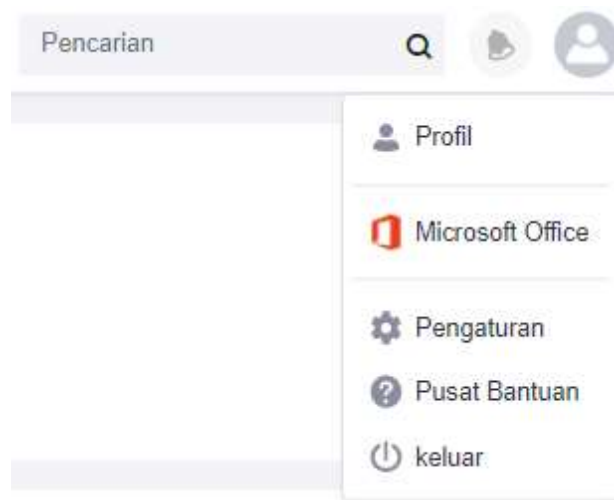 Pencarian
Profil
Microsoft Office
Pengaturan
Pusat Bantuan
keluar